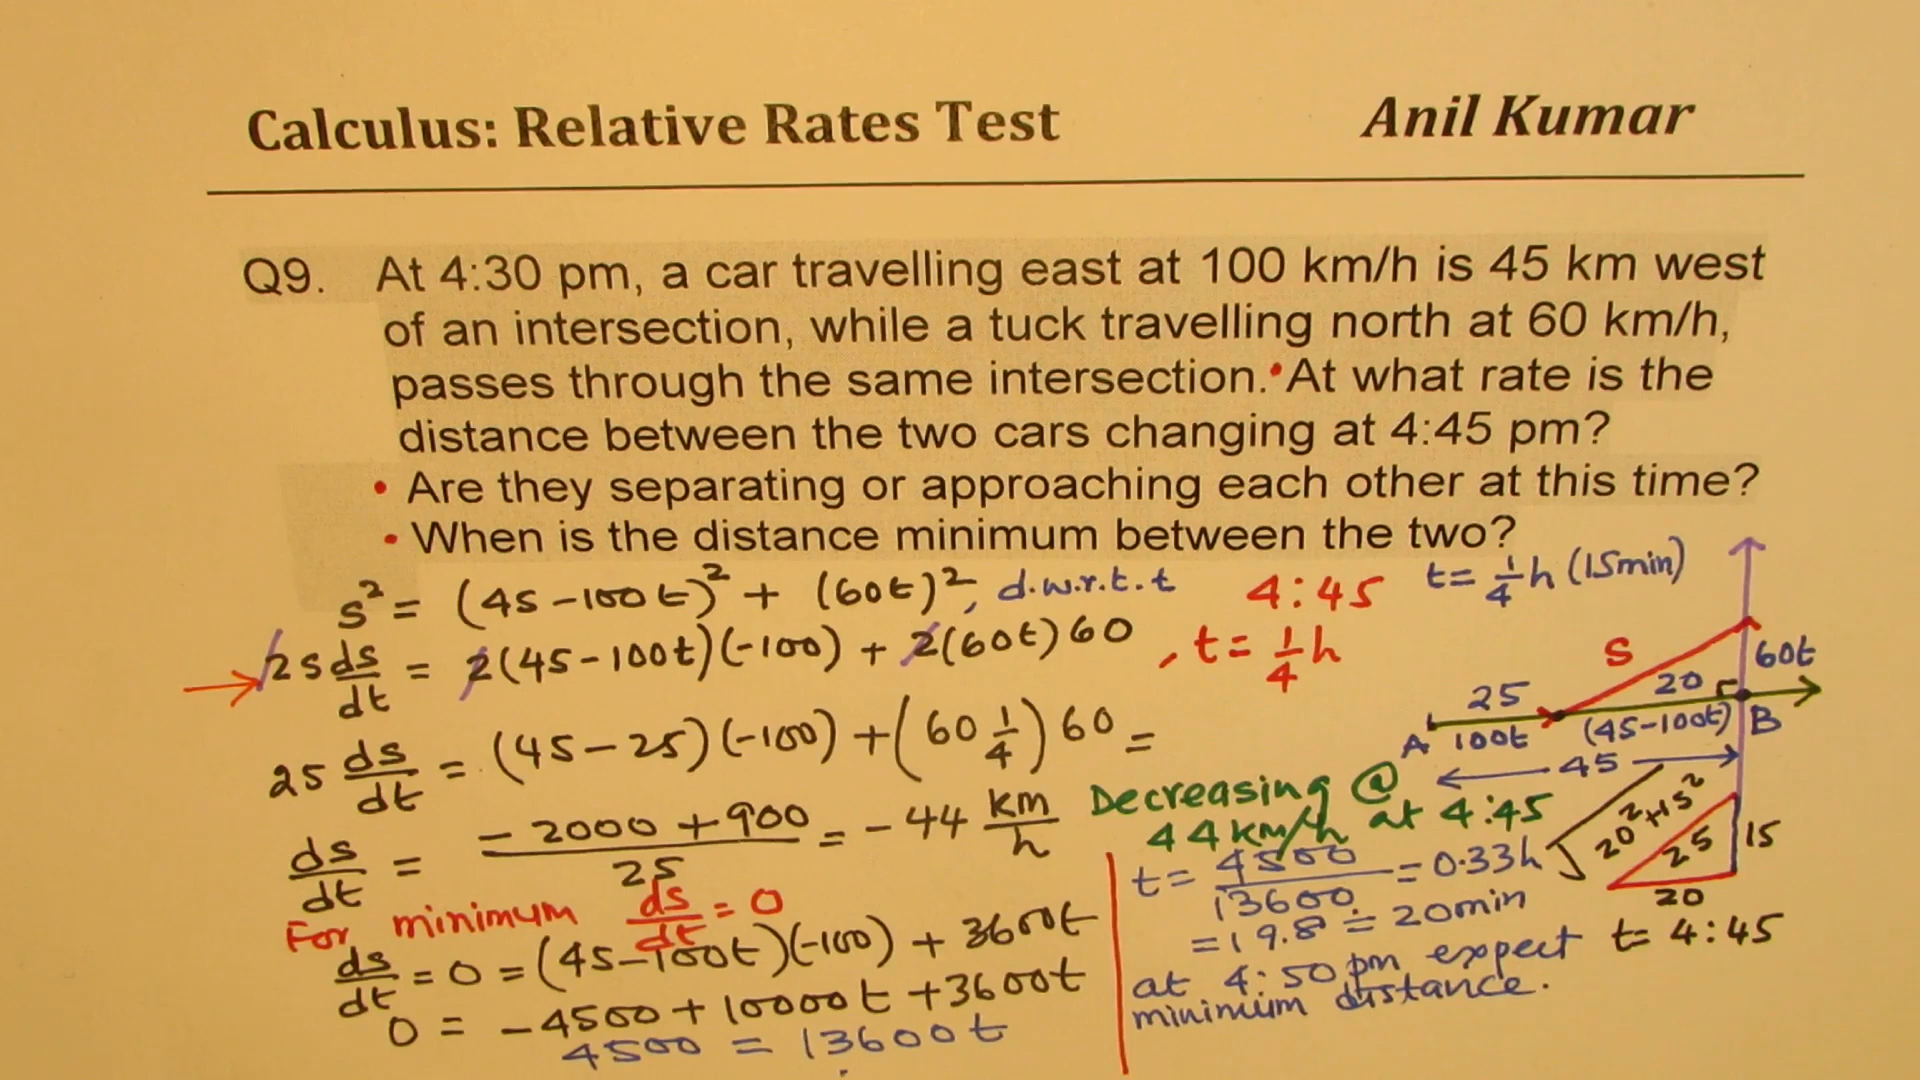 Calculus: Relative Rates Test
Anil Kumar
Q9. At 4:30 pm, a car travelling east at 100 km/h is 45 km west
of an intersection, while a tuck travelling north at 60 km/h,
passes through the same intersection.•At what rate is the
distance between the two cars changing at 4:45 pm?
• Are they separating or approaching each other at this time?
• When is the distance minimum between the two?
s² = (45-100t)² + (60t)², d.w.r.t.t
4:45
t= 1/4 h (15min)
2s ds/dt = 2(45-100t)(-100) + 2(60t)60
, t= 1/4 h
25 ds/dt = (45-25)(-100) + (60 1/4) 60 =
ds/dt = (-2000+900)/25 = -44 km/h
Decreasing @
44km/h at 4:45
For minimum ds/dt = 0
ds/dt = 0 = (45-100t)(-100) + 3600t
0 = -4500 + 10000t + 3600t
4500 = 13600t
t= 4500/13600 = 0.33h
=19.8 = 20min
at 4:50pm expect
minimum distance.
S
60t
25
20
A
100t
(45-100t)
B
45
√20²+15²
25
15
20
t= 4:45